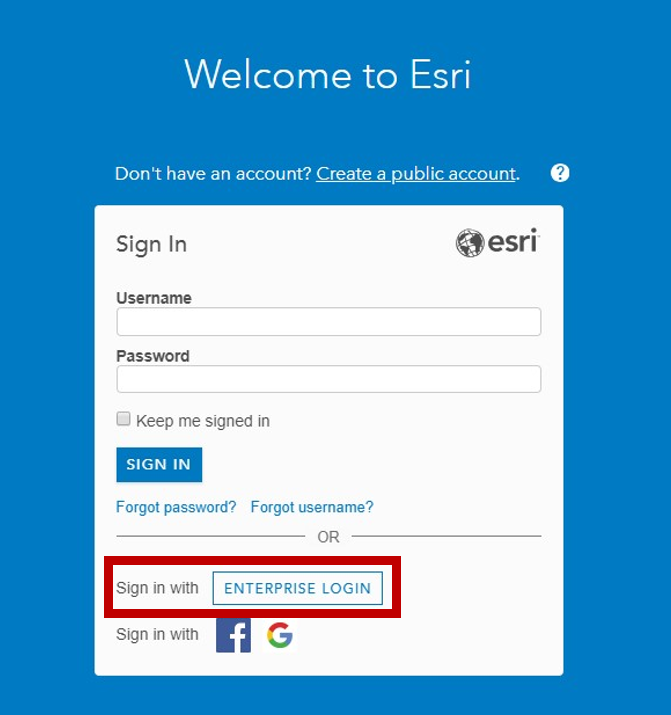 Welcome to Esri
Don't have an account? Create a public account. ?
Sign In
esri
Username
Password
Keep me signed in
SIGN IN
Forgot password? Forgot username?
OR
Sign in with ENTERPRISE LOGIN
Sign in with f G